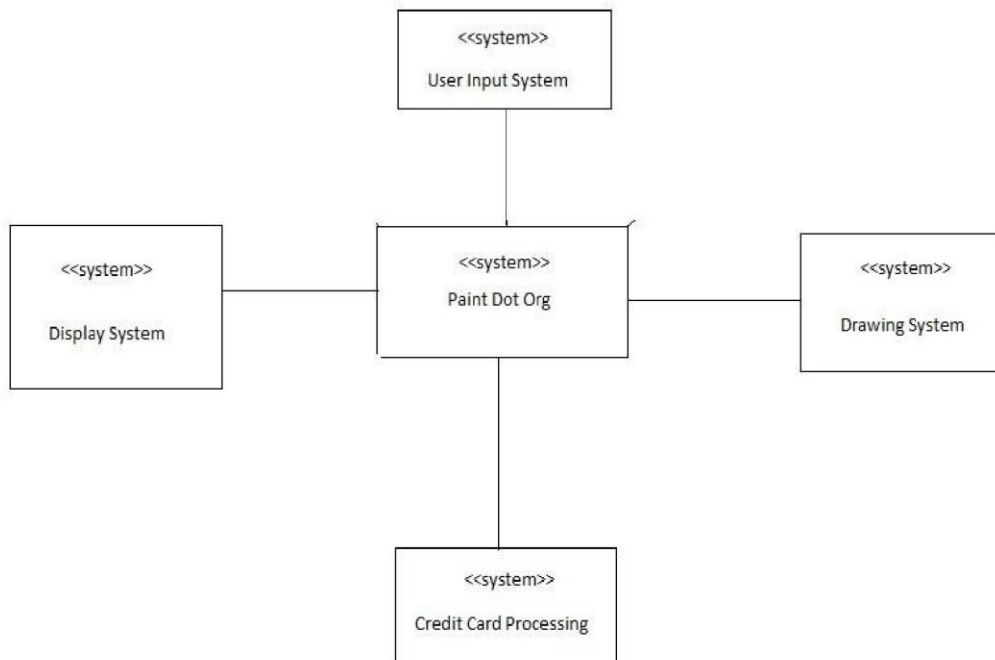 <<system>>
User Input System
<<system>>
Display System
<<system>>
Paint Dot Org
<<system>>
Drawing System
<<system>>
Credit Card Processing